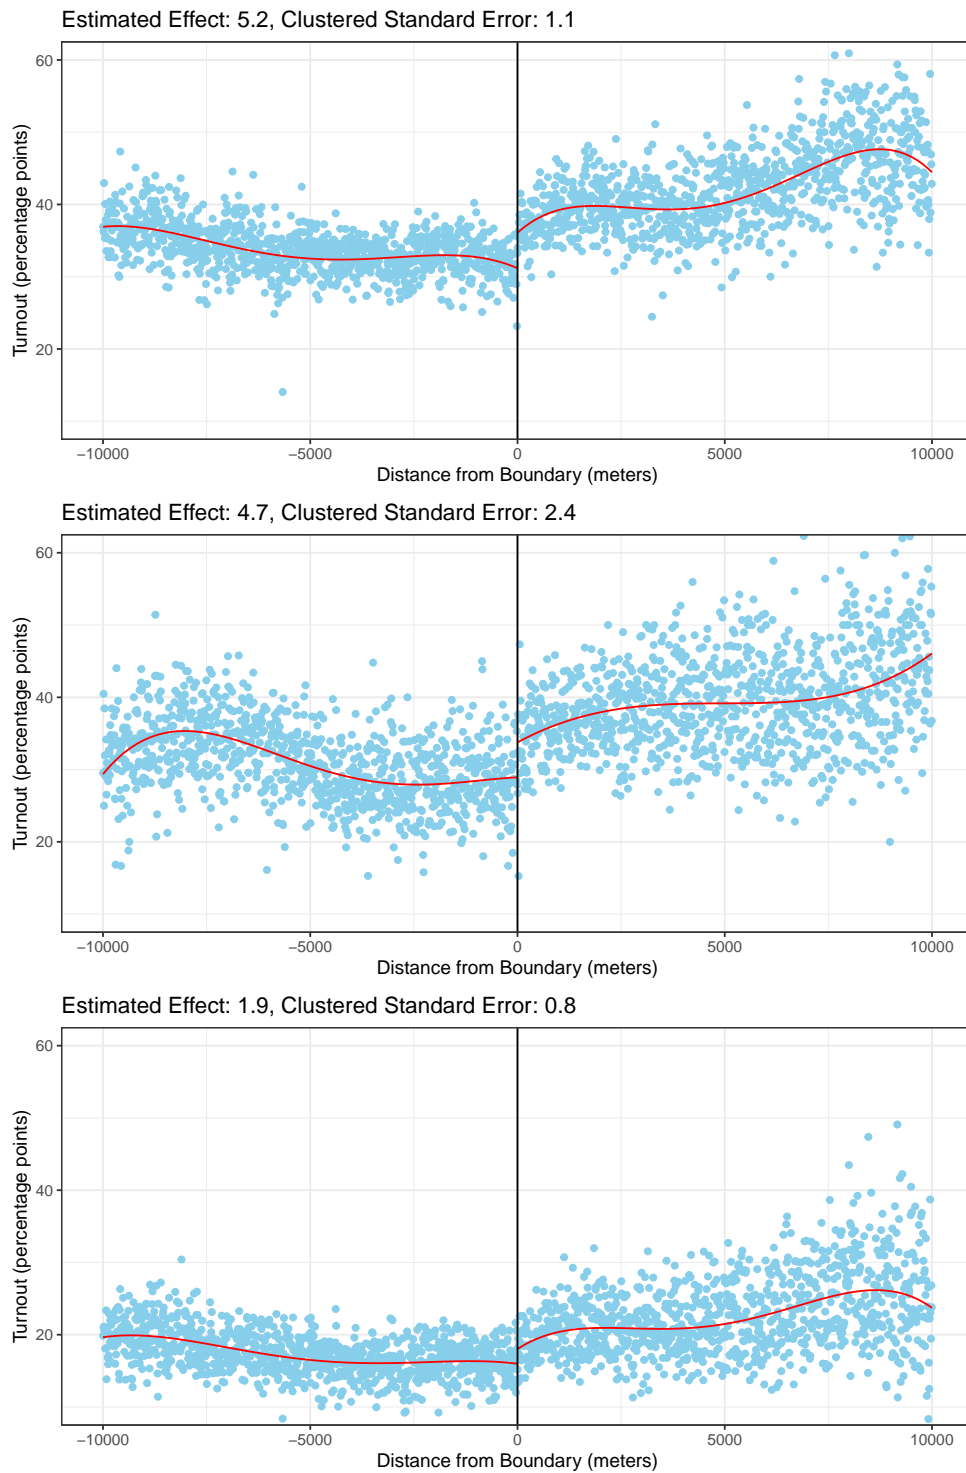 Estimated Effect: 5.2, Clustered Standard Error: 1.1
Turnout (percentage points)
60
40
20
−10000 −5000 0 5000 10000
Distance from Boundary (meters)
Estimated Effect: 4.7, Clustered Standard Error: 2.4
Turnout (percentage points)
60
40
20
−10000 −5000 0 5000 10000
Distance from Boundary (meters)
Estimated Effect: 1.9, Clustered Standard Error: 0.8
Turnout (percentage points)
60
40
20
−10000 −5000 0 5000 10000
Distance from Boundary (meters)